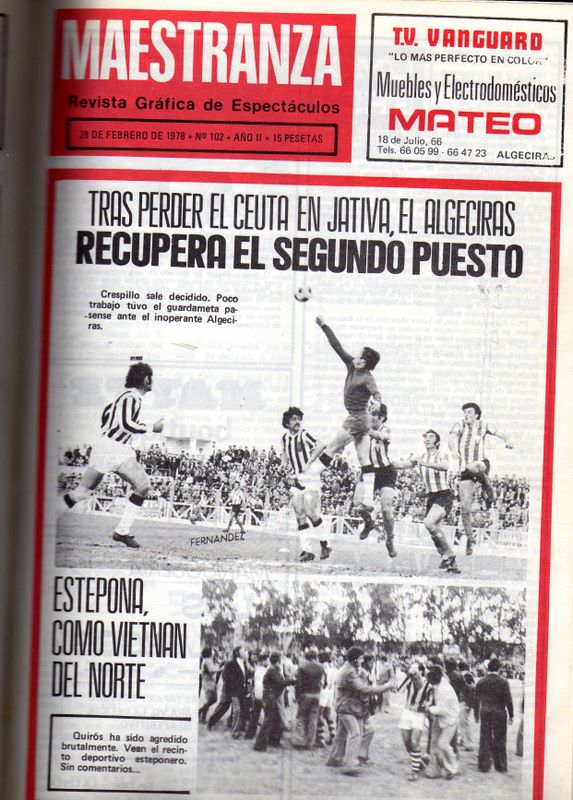 MAESTRANZA
Revista Gráfica de Espectáculos
28 DE FEBRERO DE 1978 • Nº 102 • AÑO II • 15 PESETAS
T.V. VANGUARD
"LO MAS PERFECTO EN COLOR"
Muebles y Electrodomésticos
MATEO
18 de Julio, 66
Tels. 66 05 99 - 66 47 23 ALGECIRAS
TRAS PERDER EL CEUTA EN JATIVA, EL ALGECIRAS
RECUPERA EL SEGUNDO PUESTO
Crespillo sale decidido. Poco
trabajo tuvo el guardameta pa-
sense ante el inoperante Algeci-
ras.
FERNANDEZ
ESTEPONA,
COMO VIETNAN
DEL NORTE
Quirós ha sido agredido
brutalmente. Vean el recin-
to deportivo esteponero.
Sin comentarios...